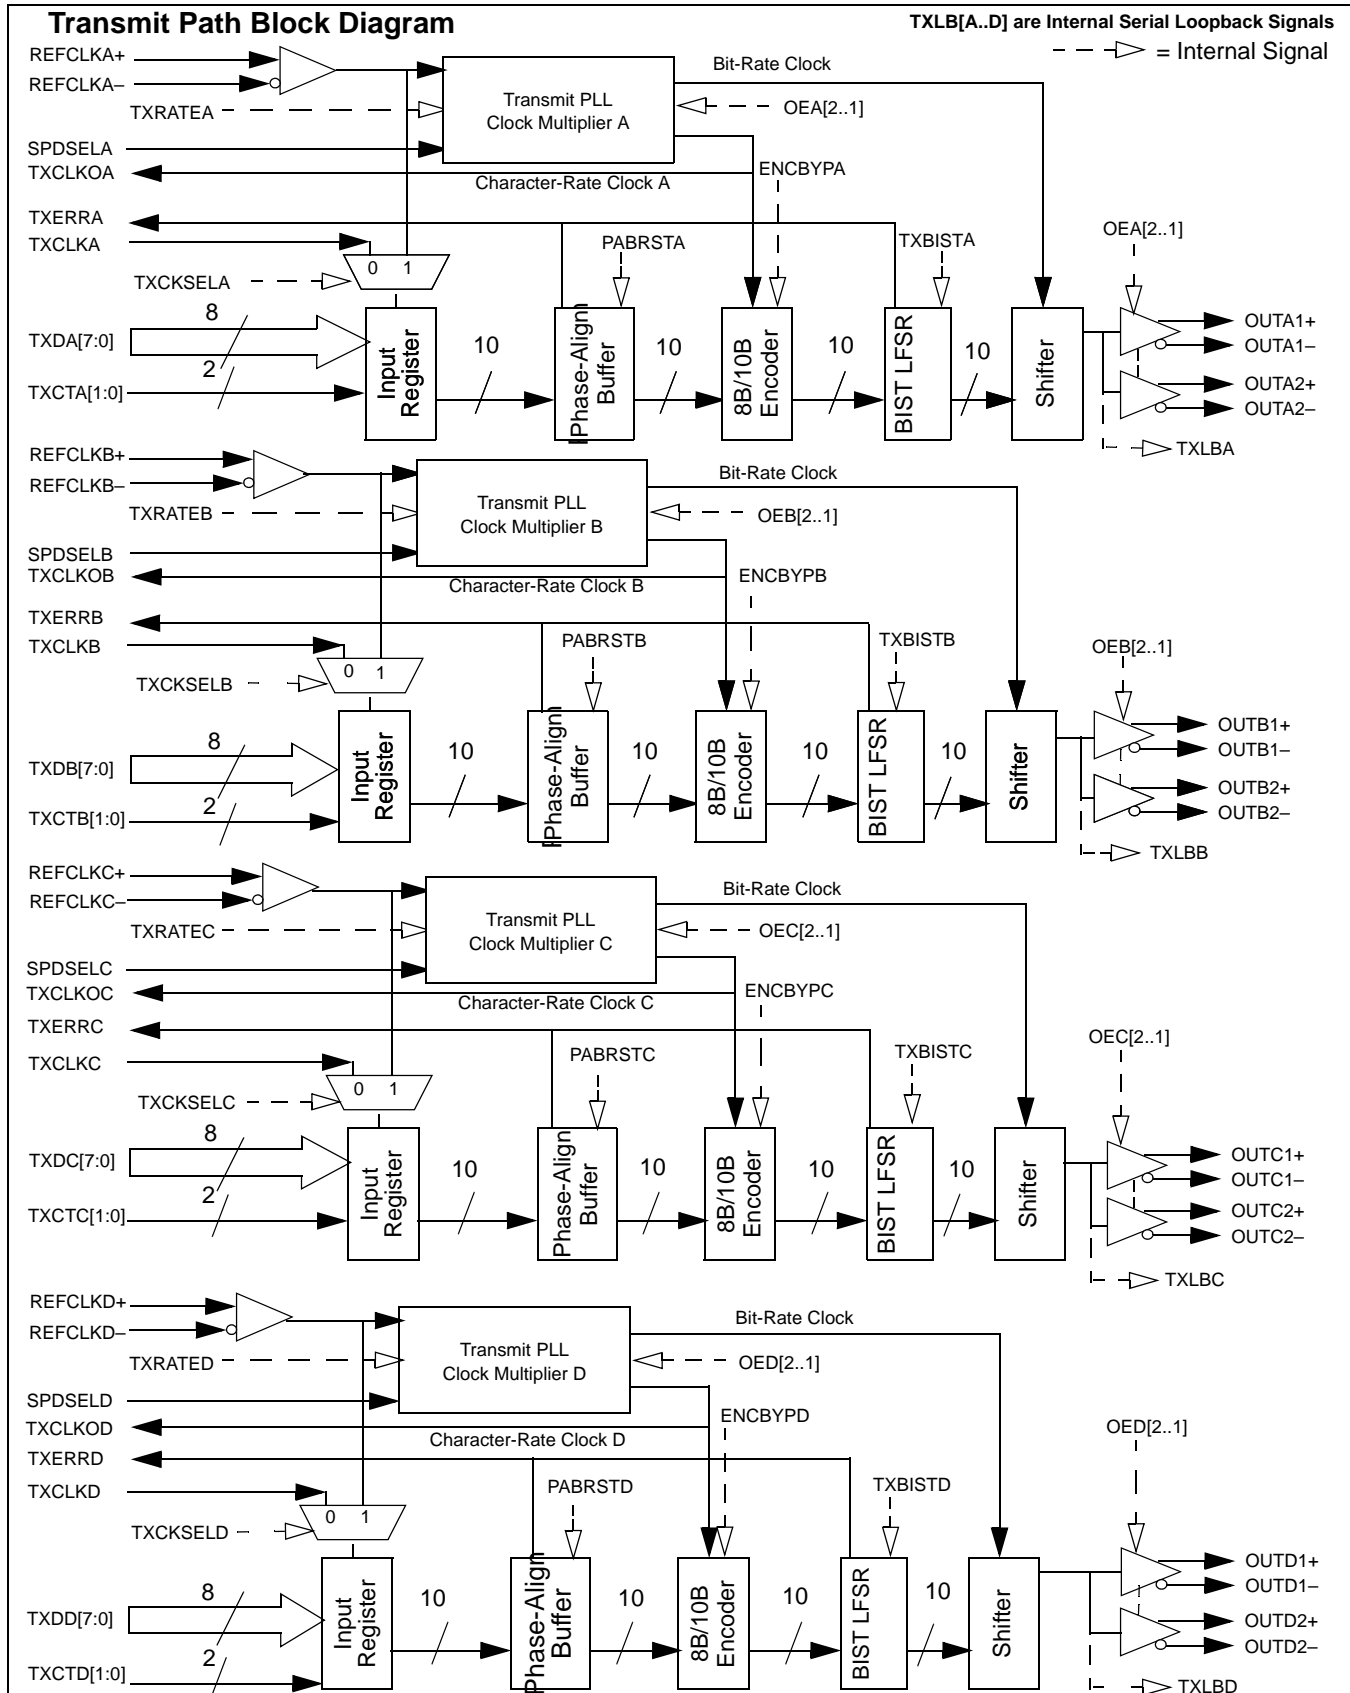 Transmit Path Block Diagram
TXLB[A..D] are Internal Serial Loopback Signals
= Internal Signal
REFCLKA+
REFCLKA–
TXRATEA
SPDSELA
TXCLKOA
Bit-Rate Clock
Transmit PLL
Clock Multiplier A
OEA[2..1]
Character-Rate Clock A
ENCBYPA
TXERRA
TXCLKA
PABRSTA
TXBISTA
OEA[2..1]
0 1
TXCKSELA
TXDA[7:0]
8
2
TXCTA[1:0]
Input
Register
10
Phase-Align
Buffer
10
8B/10B
Encoder
10
BIST LFSR
10
Shifter
OUTA1+
OUTA1–
OUTA2+
OUTA2–
TXLBA
REFCLKB+
REFCLKB–
TXRATEB
SPDSELB
TXCLKOB
Bit-Rate Clock
Transmit PLL
Clock Multiplier B
OEB[2..1]
Character-Rate Clock B
ENCBYPB
TXERRB
TXCLKB
PABRSTB
TXBISTB
OEB[2..1]
0 1
TXCKSELB
TXDB[7:0]
8
2
TXCTB[1:0]
Input
Register
10
Phase-Align
Buffer
10
8B/10B
Encoder
10
BIST LFSR
10
Shifter
OUTB1+
OUTB1–
OUTB2+
OUTB2–
TXLBB
REFCLKC+
REFCLKC–
TXRATEC
SPDSELC
TXCLKOC
Bit-Rate Clock
Transmit PLL
Clock Multiplier C
OEC[2..1]
Character-Rate Clock C
ENCBYPC
TXERRC
TXCLKC
PABRSTC
TXBISTC
OEC[2..1]
0 1
TXCKSELC
TXDC[7:0]
8
2
TXCTC[1:0]
Input
Register
10
Phase-Align
Buffer
10
8B/10B
Encoder
10
BIST LFSR
10
Shifter
OUTC1+
OUTC1–
OUTC2+
OUTC2–
TXLBC
REFCLKD+
REFCLKD–
TXRATED
SPDSELD
TXCLKOD
Bit-Rate Clock
Transmit PLL
Clock Multiplier D
OED[2..1]
Character-Rate Clock D
ENCBYPD
TXERRD
TXCLKD
PABRSTD
TXBISTD
OED[2..1]
0 1
TXCKSELD
TXDD[7:0]
8
2
TXCTD[1:0]
Input
Register
10
Phase-Align
Buffer
10
8B/10B
Encoder
10
BIST LFSR
10
Shifter
OUTD1+
OUTD1–
OUTD2+
OUTD2–
TXLBD